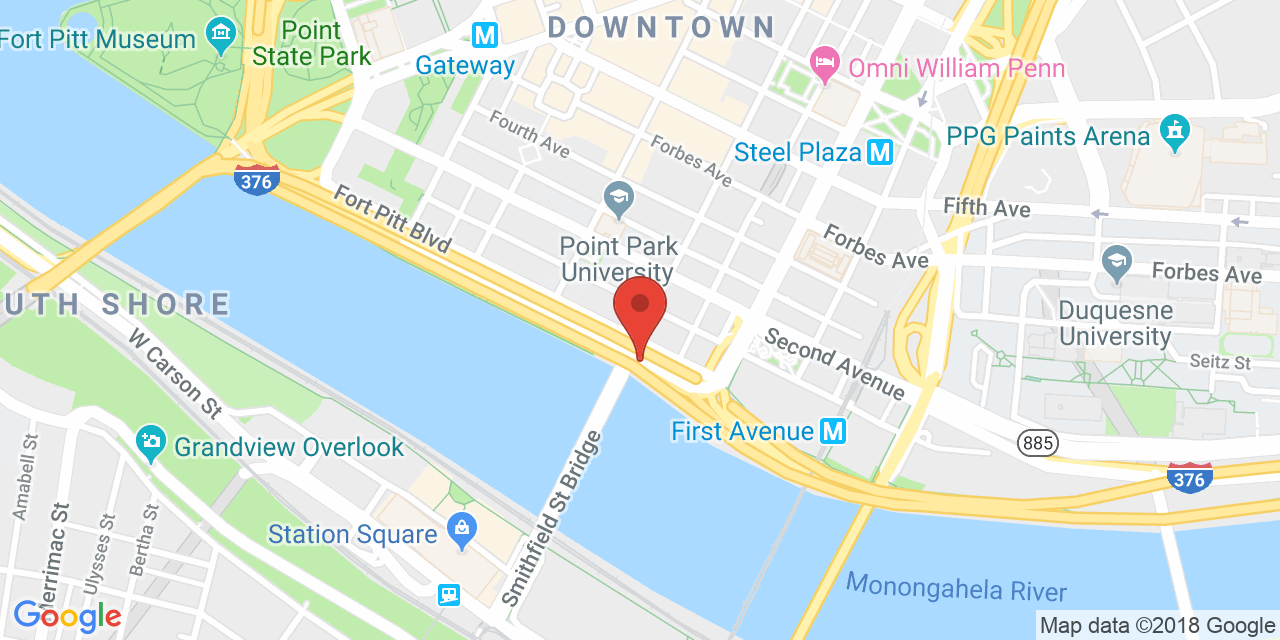 DOWNTOWN
Fort Pitt Museum
Point
State Park
Gateway
Omni William Penn
Fourth Ave
Forbes Ave
Steel Plaza
PPG Paints Arena
376
Fort Pitt Blvd
Fifth Ave
Point Park
University
Forbes Ave
Forbes Ave
UTH SHORE
Duquesne
University
W Carson St
Second Avenue
Seitz St
First Avenue
885
Grandview Overlook
376
Amabell St
Merrimac St
Ulysses St
Bertha St
Station Square
Smithfield St Bridge
Monongahela River
Google
Map data ©2018 Google